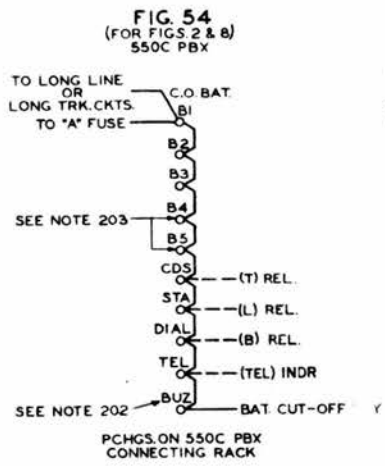 FIG. 54
(FOR FIGS. 2 & 8)
550C PBX
TO LONG LINE
OR
LONG TRK. CKTS.
C.O. BAT.
B1
TO "A" FUSE
B2
B3
B4
SEE NOTE 203
B5
CDS
(T) REL.
STA
(L) REL.
DIAL
(B) REL.
TEL
(TEL) INDR
BUZ
SEE NOTE 202
BAT. CUT-OFF Y
PCHGS. ON 550C PBX
CONNECTING RACK